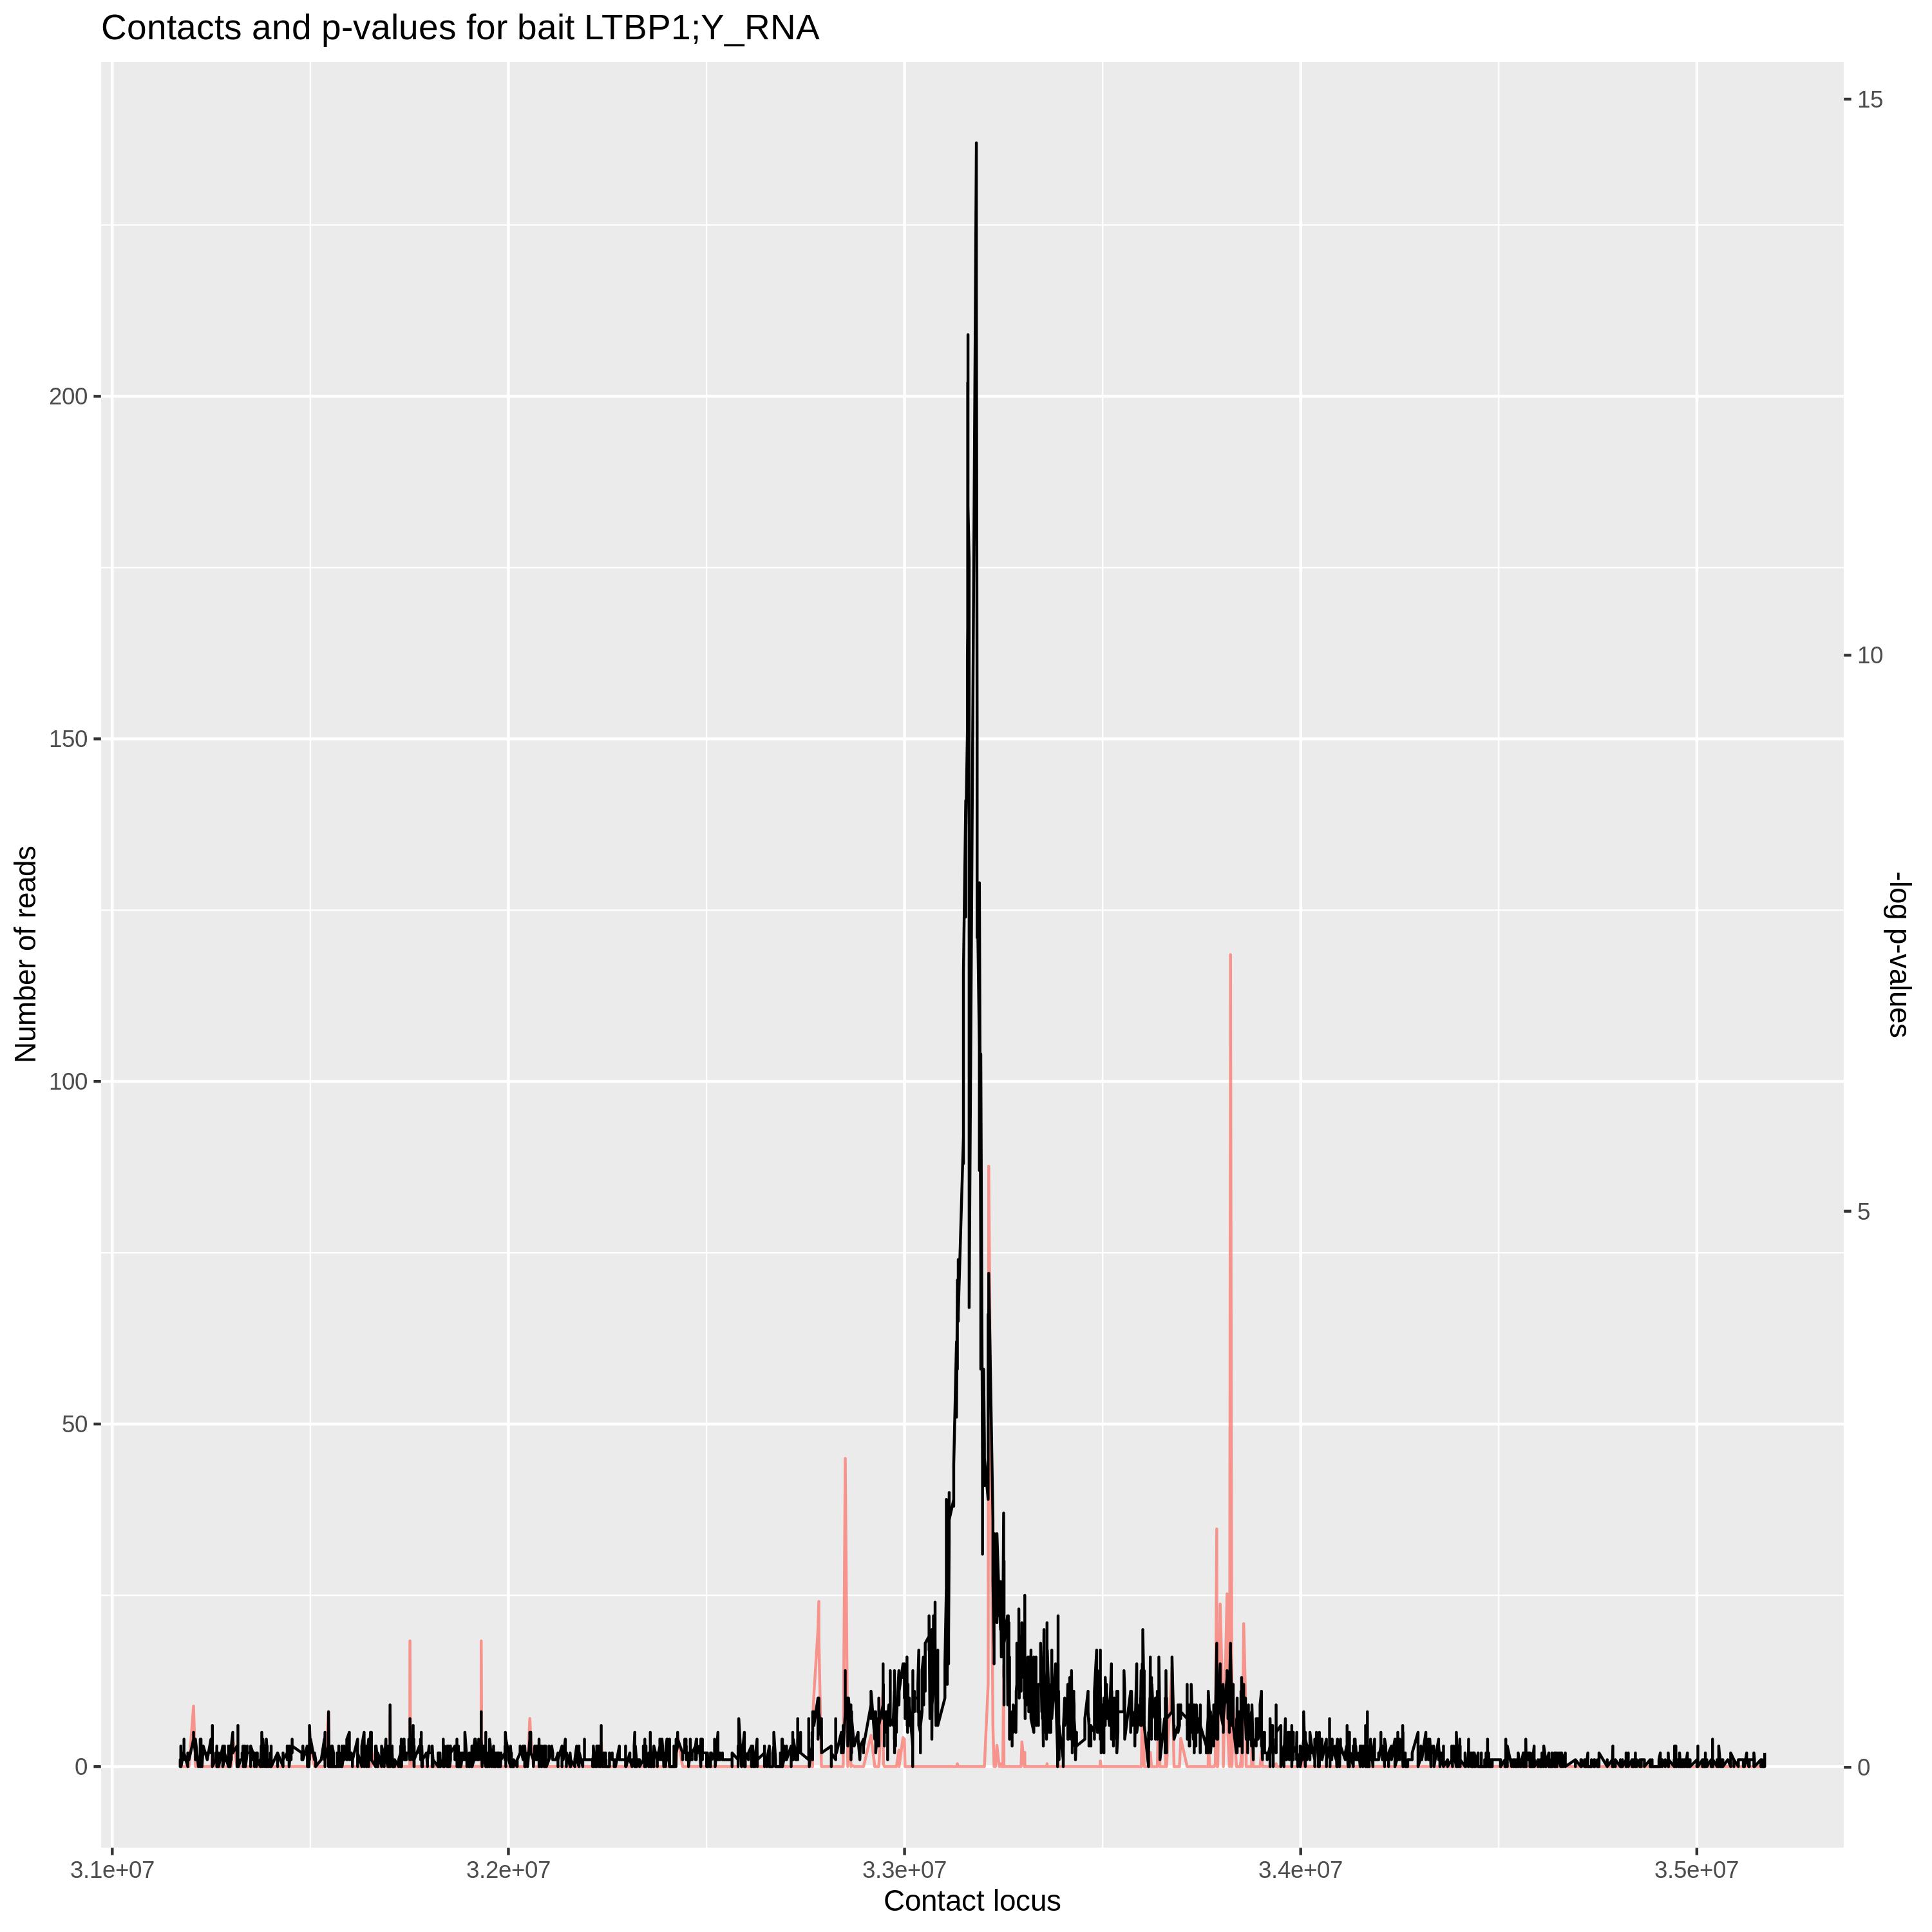 Contacts and p-values for bait LTBP1;Y_RNA
15
200
10
150
Number of reads
-log p-values
100
5
50
0
0
3.1e+07
3.2e+07
3.3e+07
3.4e+07
3.5e+07
Contact locus